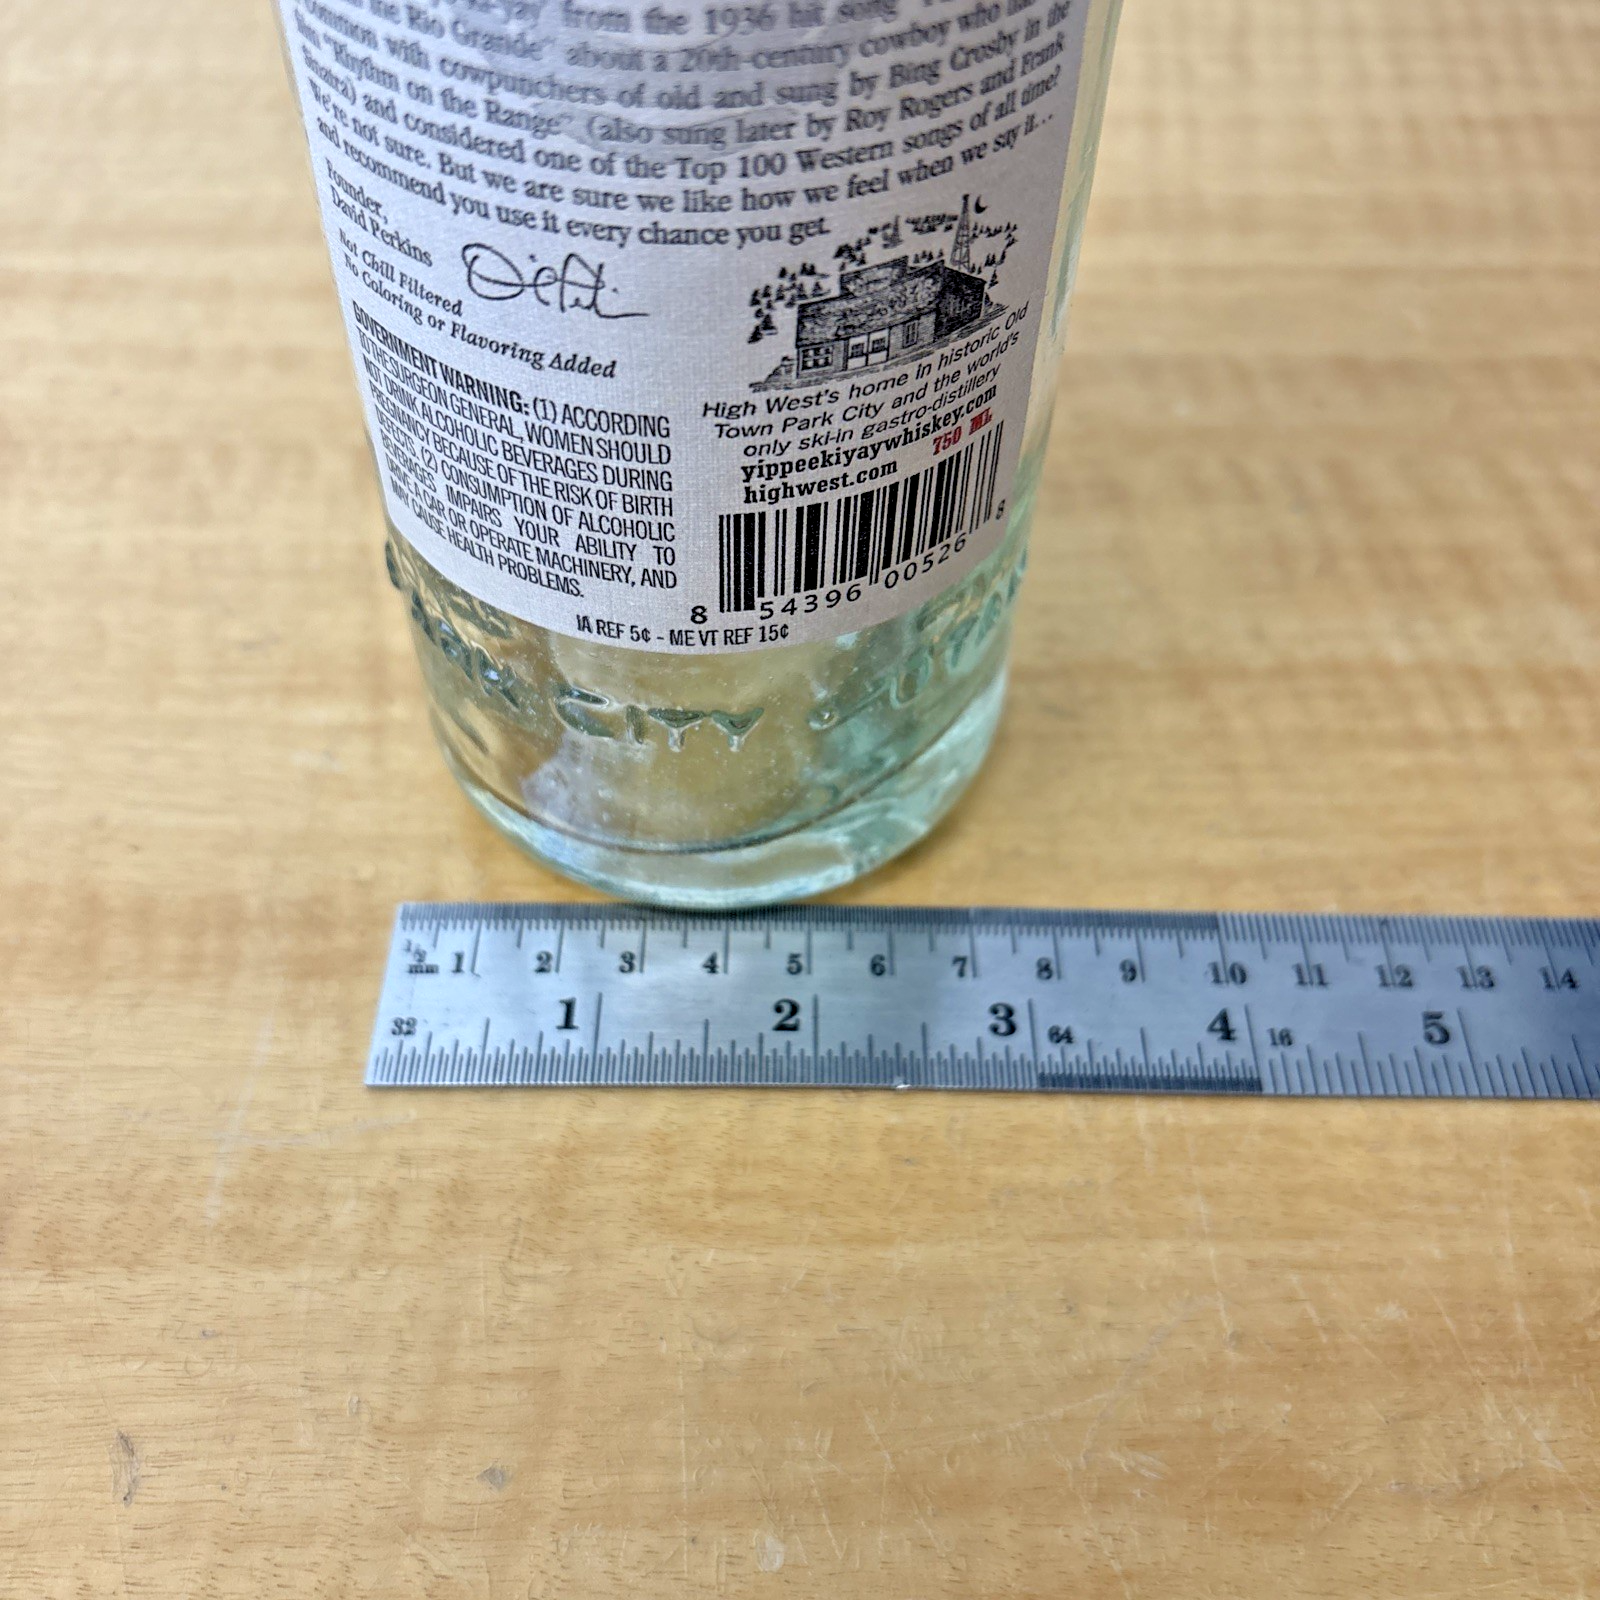 from the 1936 hit song
the Rio Grande" about a 20th-century cowboy who
common with cowpunchers of old and sung by Bing Crosby in the
film "Rhythm on the Range" (also sung later by Roy Rogers and Frank
Sinatra) and considered one of the Top 100 Western songs of all time?
We're not sure. But we are sure we like how we feel when we say it...
and recommend you use it every chance you get.
Founder,
David Perkins
Not Chill Filtered
No Coloring or Flavoring Added
GOVERNMENT WARNING: (1) ACCORDING
TO THE SURGEON GENERAL, WOMEN SHOULD
NOT DRINK ALCOHOLIC BEVERAGES DURING
PREGNANCY BECAUSE OF THE RISK OF BIRTH
DEFECTS. (2) CONSUMPTION OF ALCOHOLIC
BEVERAGES IMPAIRS YOUR ABILITY TO
DRIVE A CAR OR OPERATE MACHINERY, AND
MAY CAUSE HEALTH PROBLEMS.
High West's home in historic Old
Town Park City and the world's
only ski-in gastro-distillery
yippeekiyaywhiskey.com
highwest.com 750 ML
8 54396 00526 8
IA REF 5¢ - ME VT REF 15¢
PARK CITY
1/2 mm 1 2 3 4 5 6 7 8 9 10 11 12 13 14
32 1 2 3 64 4 16 5